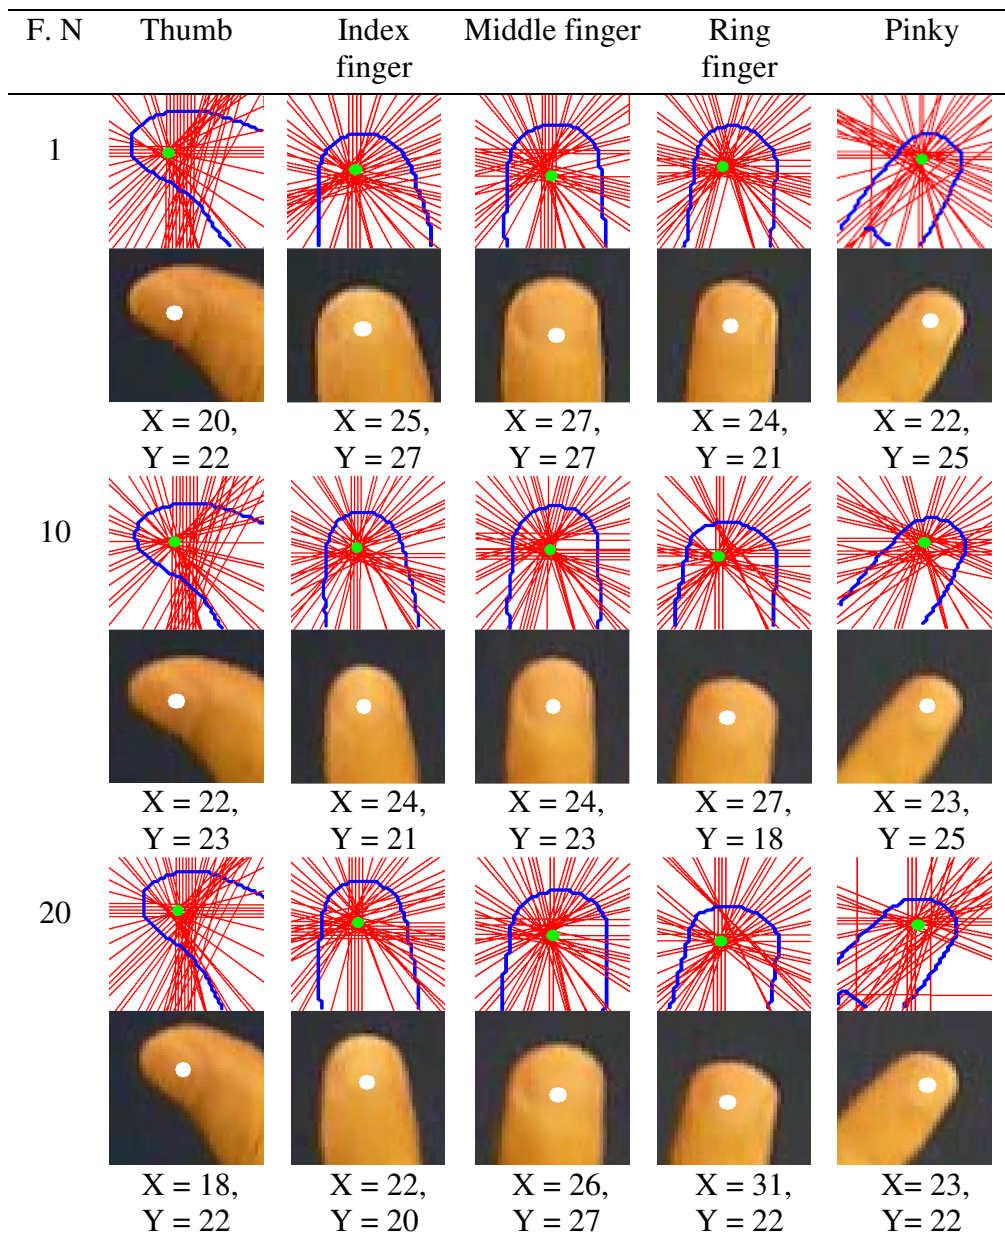 F. N Thumb Index finger Middle finger Ring finger Pinky
1
X = 20, X = 25, X = 27, X = 24, X = 22,
Y = 22 Y = 27 Y = 27 Y = 21 Y = 25
10
X = 22, X = 24, X = 24, X = 27, X = 23,
Y = 23 Y = 21 Y = 23 Y = 18 Y = 25
20
X = 18, X = 22, X = 26, X = 31, X= 23,
Y = 22 Y = 20 Y = 27 Y = 22 Y= 22